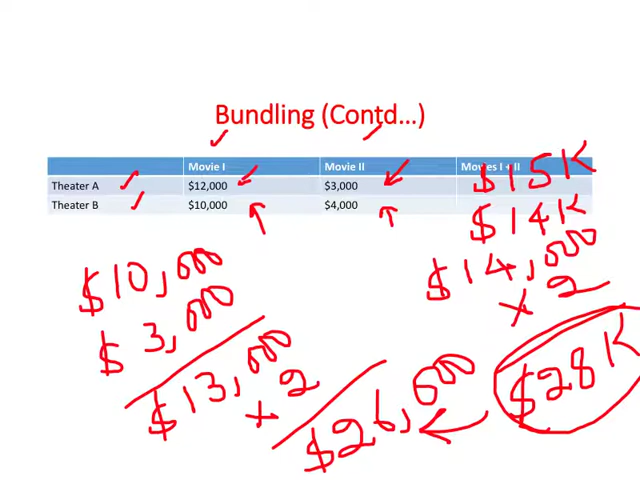 Bundling (Contd...)
Movie I Movie II Movies I + II
Theater A $12,000 $3,000 $15K
Theater B $10,000 $4,000 $14K
$10,000
$3,000
$13,000
x 2
$26,000
$14,000
x 2
$28K